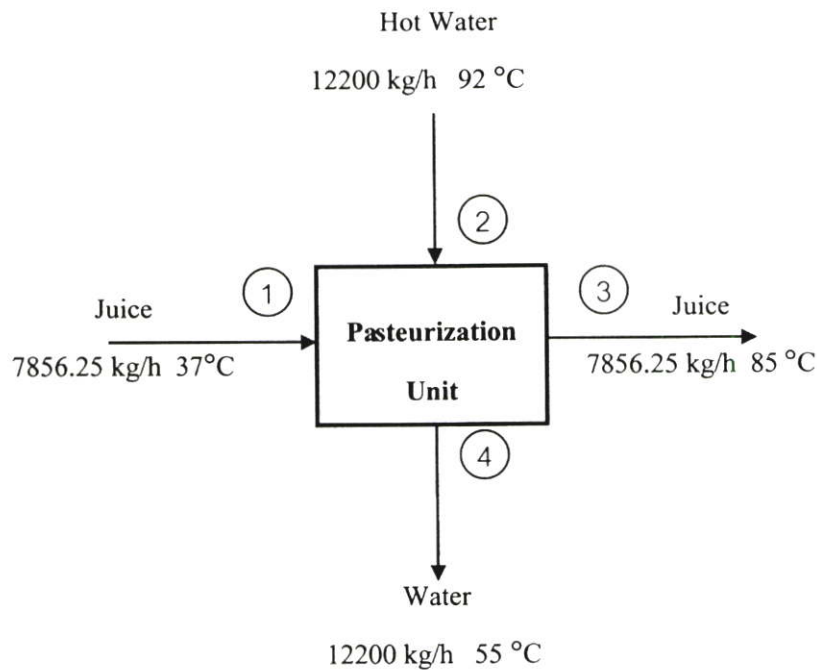 Hot Water
12200 kg/h 92 °C
2
1
3
Juice
Juice
Pasteurization
7856.25 kg/h 37°C
7856.25 kg/h 85 °C
Unit
4
Water
12200 kg/h 55 °C